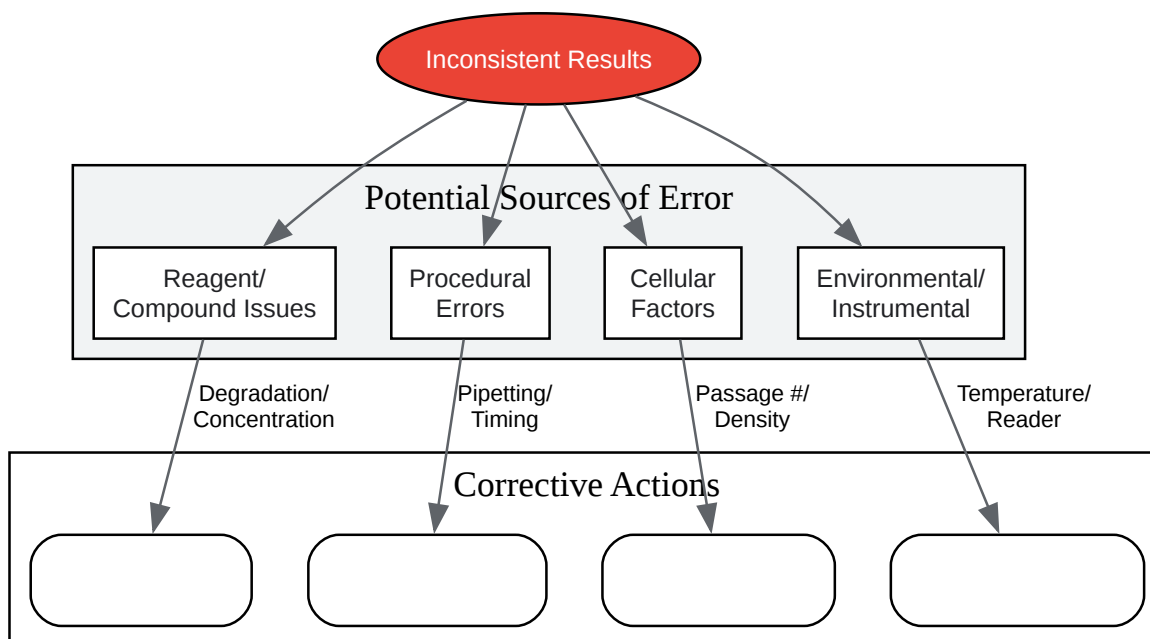 Inconsistent Results
Potential Sources of Error
Reagent/
Compound Issues
Procedural
Errors
Cellular
Factors
Environmental/
Instrumental
Degradation/
Concentration
Pipetting/
Timing
Passage #/
Density
Temperature/
Reader
Corrective Actions